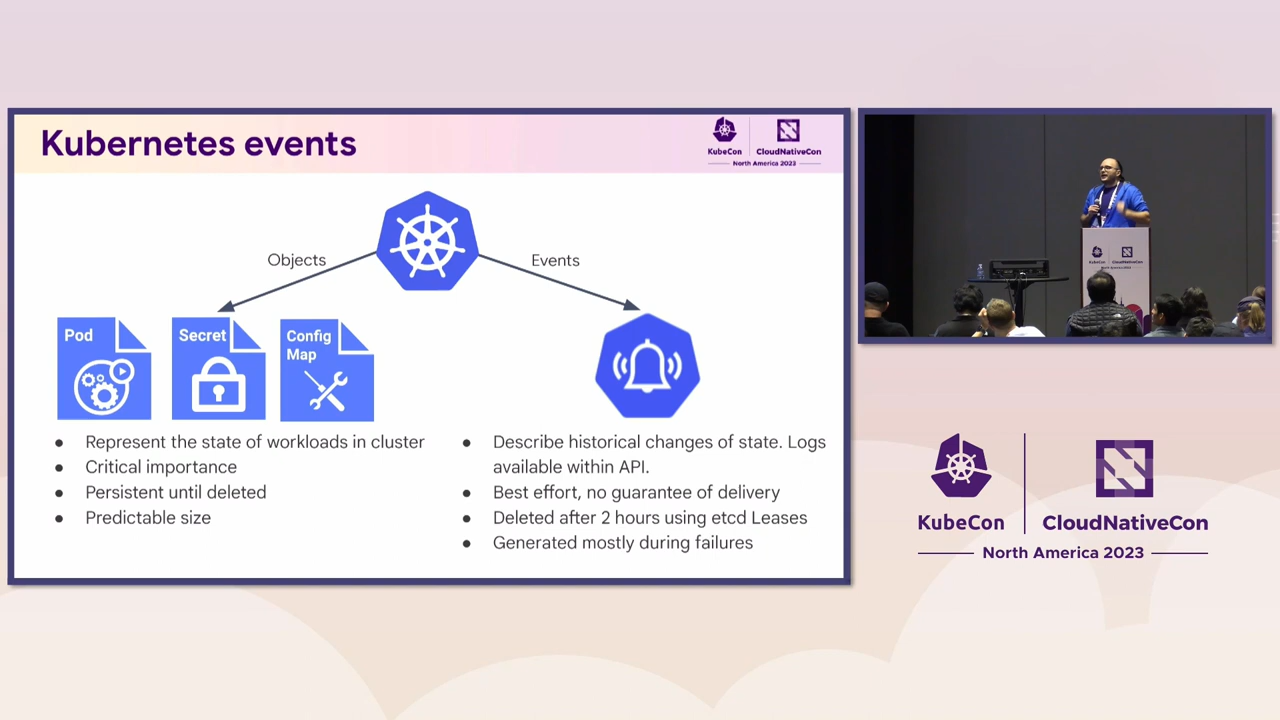 Kubernetes events
KubeCon
CloudNativeCon
North America 2023
Objects
Events
Pod
Secret
Config
Map
● Represent the state of workloads in cluster
● Critical importance
● Persistent until deleted
● Predictable size
● Describe historical changes of state. Logs
available within API.
● Best effort, no guarantee of delivery
● Deleted after 2 hours using etcd Leases
● Generated mostly during failures
KubeCon
CloudNativeCon
KubeCon
CloudNativeCon
North America 2023